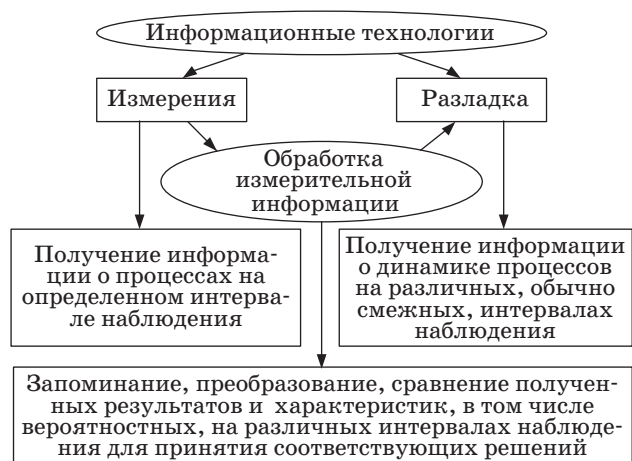 Информационные технологии
Измерения
Разладка
Обработка
измерительной
информации
Получение информа-
ции о процессах на
определенном интерва-
ле наблюдения
Получение информации
о динамике процессов
на различных, обычно
смежных, интервалах
наблюдения
Запоминание, преобразование, сравнение получен-
ных результатов и характеристик, в том числе
вероятностных, на различных интервалах наблюде-
ния для принятия соответствующих решений